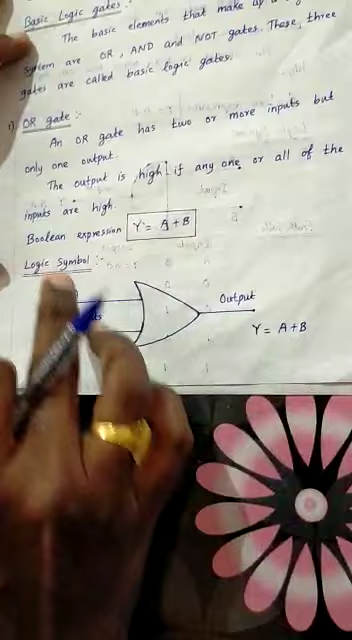 Basic Logic gates :-
The basic elements that make up a
system are OR, AND and NOT gates. These, three
gates are called basic logic gates.
1) OR gate :-
An OR gate has two or more inputs but
only one output.
The output is high if any one or all of the
inputs are high.
Boolean expression Y = A+B
Logic Symbol :-
Output
Y = A+B